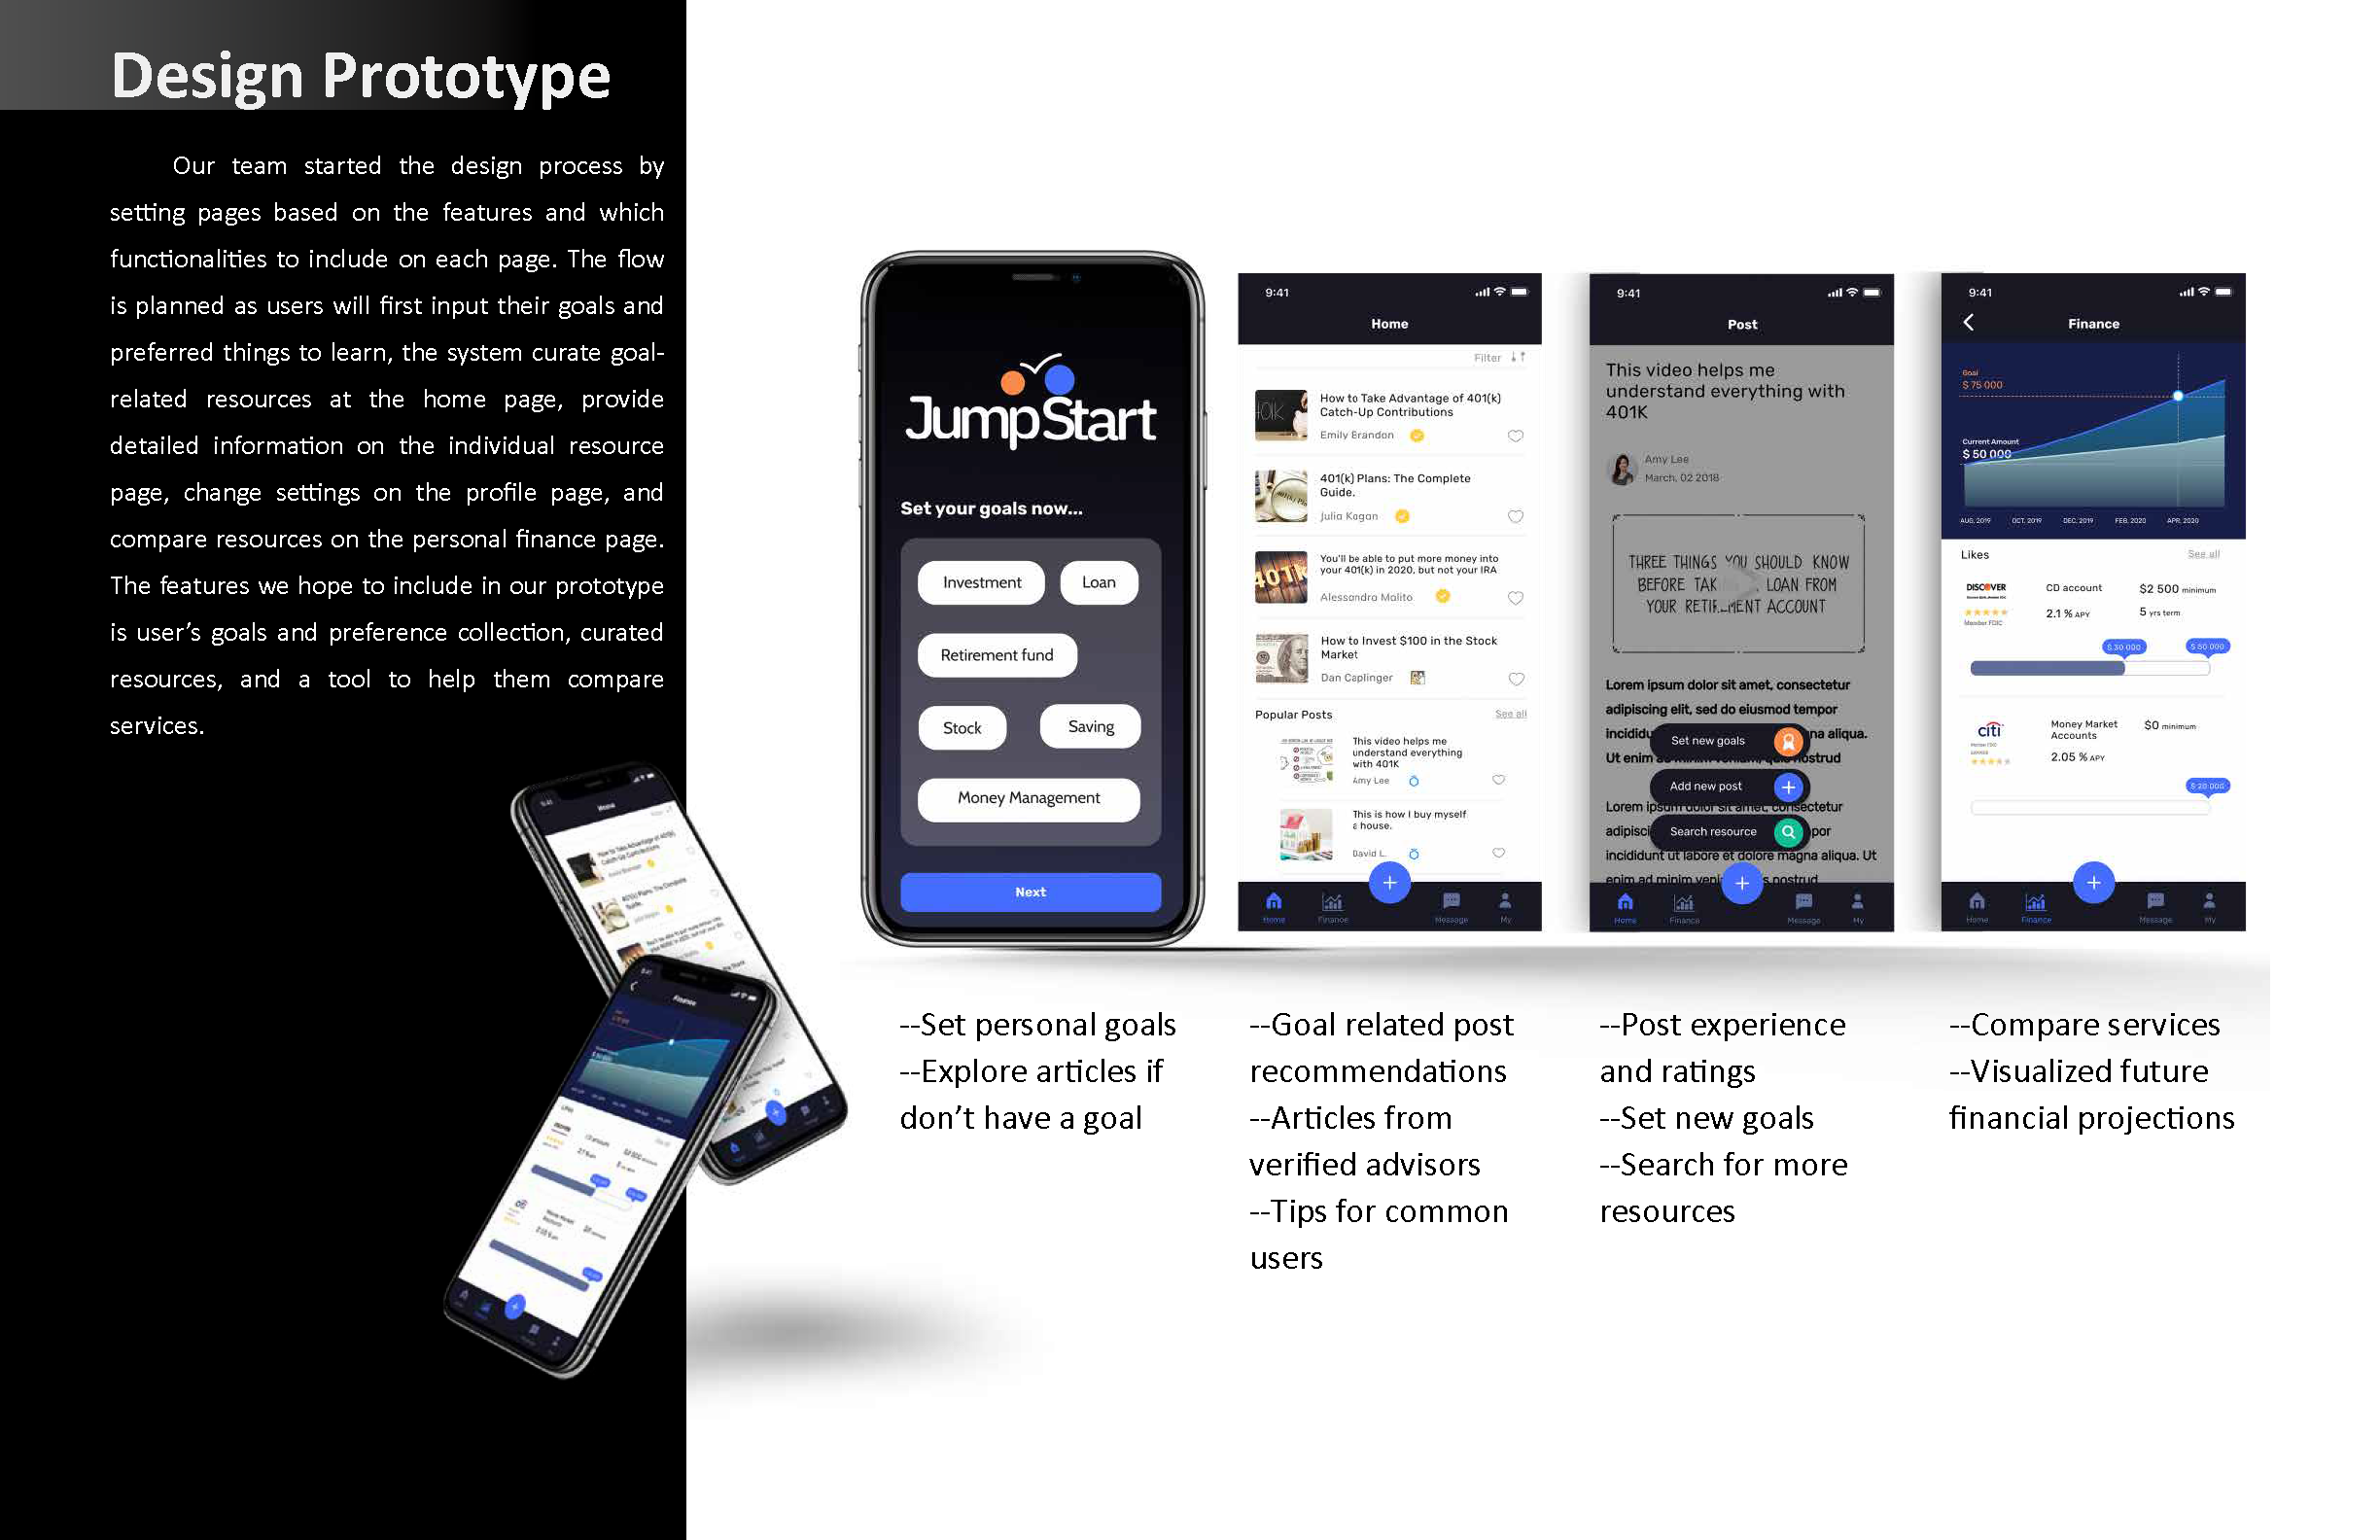 Design Prototype
Our team started the design process by
setting pages based on the features and which
functionalities to include on each page. The flow
is planned as users will first input their goals and
preferred things to learn, the system curate goal-
related resources at the home page, provide
detailed information on the individual resource
page, change settings on the profile page, and
compare resources on the personal finance page.
The features we hope to include in our prototype
is user's goals and preference collection, curated
resources, and a tool to help them compare
services.
JumpStart
Set your goals now...
Investment
Loan
Retirement fund
Stock
Saving
Money Management
Next
--Set personal goals
--Explore articles if
don't have a goal
9:41
Home
Filter
How to Take Advantage of 401(k)
Catch-Up Contributions
Emily Brandon
401(k) Plans: The Complete
Guide.
Julia Kagan
401k
You'll be able to put more money into
your 401(k) in 2020, but not your IRA
Alessandra Malito
How to Invest $100 in the Stock
Market
Dan Caplinger
Popular Posts
See all
This video helps me
understand everything
with 401K
Amy Lee
This is how I buy myself
a house.
David L.
Home
Finance
Message
My
--Goal related post
recommendations
--Articles from
verified advisors
--Tips for common
users
9:41
Post
This video helps me
understand everything with
401K
Amy Lee
March, 02 2018
THREE THINGS YOU SHOULD KNOW
BEFORE TAK LOAN FROM
YOUR RETIREMENT ACCOUNT
Lorem ipsum dolor sit amet, consectetur
adipiscing elit, sed do eiusmod tempor
incididu na aliqua.
Ut enim ad minim veniam, quis nostrud
Set new goals
Add new post
Lorem ipsum dolor sit amet, consectetur
adipisci por
Search resource
incididunt ut labore et dolore magna aliqua. Ut
enim ad minim veni s nostrud
Home
Finance
Message
My
--Post experience
and ratings
--Set new goals
--Search for more
resources
9:41
Finance
Goal
$ 75 000
Current Amount
$ 50 000
AUG, 2019
OCT, 2019
DEC, 2019
FEB, 2020
APR, 2020
Likes
See all
DISCOVER
CD account
$2 500 minimum
Member FDIC
2.1 % APY
5 yrs term
$ 30 000
$ 50 000
citi
Money Market
Accounts
$0 minimum
2.05 % APY
$ 20 000
Home
Finance
Message
My
--Compare services
--Visualized future
financial projections